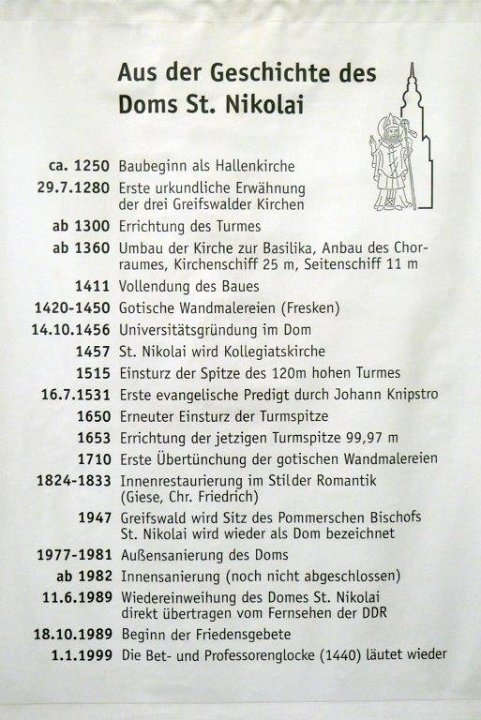 Aus der Geschichte des
Doms St. Nikolai
ca. 1250 Baubeginn als Hallenkirche
29.7.1280 Erste urkundliche Erwähnung
der drei Greifswalder Kirchen
ab 1300 Errichtung des Turmes
ab 1360 Umbau der Kirche zur Basilika, Anbau des Chor-
raumes, Kirchenschiff 25 m, Seitenschiff 11 m
1411 Vollendung des Baues
1420-1450 Gotische Wandmalereien (Fresken)
14.10.1456 Universitätsgründung im Dom
1457 St. Nikolai wird Kollegiatskirche
1515 Einsturz der Spitze des 120m hohen Turmes
16.7.1531 Erste evangelische Predigt durch Johann Knipstro
1650 Erneuter Einsturz der Turmspitze
1653 Errichtung der jetzigen Turmspitze 99,97 m
1710 Erste Übertünchung der gotischen Wandmalereien
1824-1833 Innenrestaurierung im Stil der Romantik
(Giese, Chr. Friedrich)
1947 Greifswald wird Sitz des Pommerschen Bischofs
St. Nikolai wird wieder als Dom bezeichnet
1977-1981 Außensanierung des Doms
ab 1982 Innensanierung (noch nicht abgeschlossen)
11.6.1989 Wiedereinweihung des Domes St. Nikolai
direkt übertragen vom Fernsehen der DDR
18.10.1989 Beginn der Friedensgebete
1.1.1999 Die Bet- und Professorenglocke (1440) läutet wieder